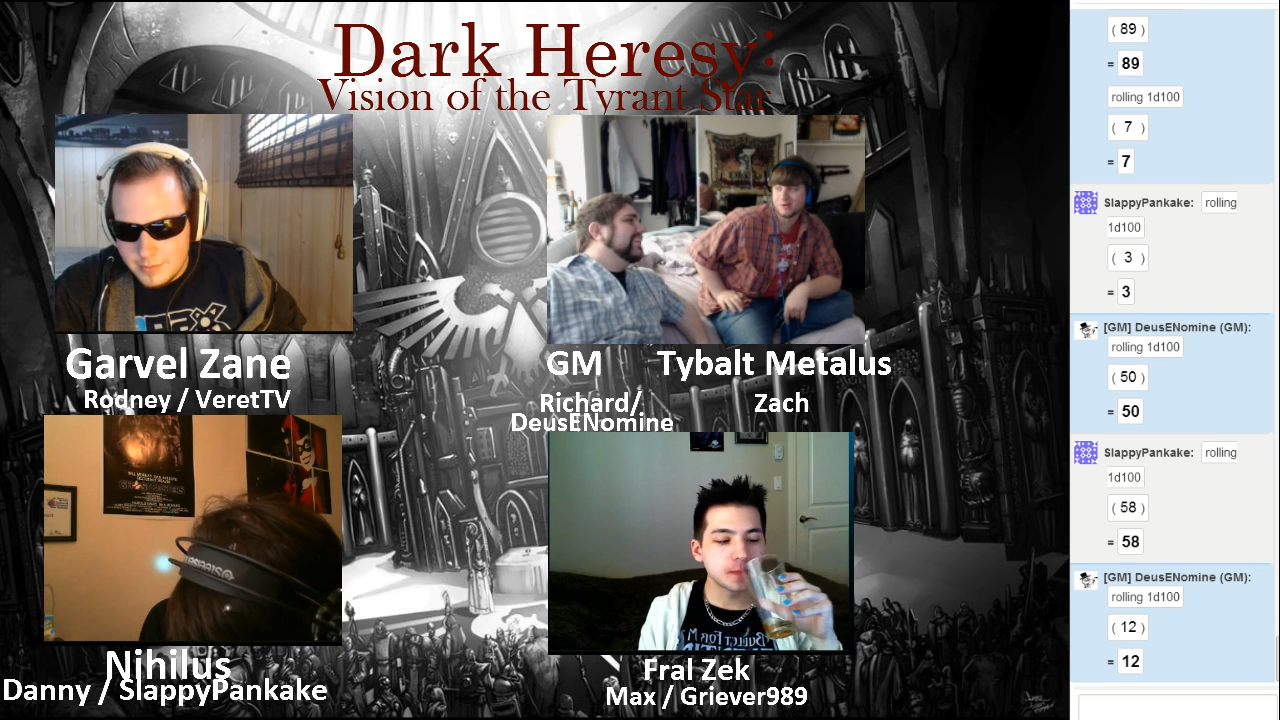 Dark Heresy:
Vision of the Tyrant Star
Garvel Zane
Rodney / VeretTV
GM
Richard/
DeusENomine
Tybalt Metalus
Zach
GHOSTBUSTERS
Nihilus
Danny / SlappyPankake
Fral Zek
Max / Griever989
( 89 )
= 89
rolling 1d100
( 7 )
= 7
SlappyPankake: rolling
1d100
( 3 )
= 3
[GM] DeusENomine (GM):
rolling 1d100
( 50 )
= 50
SlappyPankake: rolling
1d100
( 58 )
= 58
[GM] DeusENomine (GM):
rolling 1d100
( 12 )
= 12